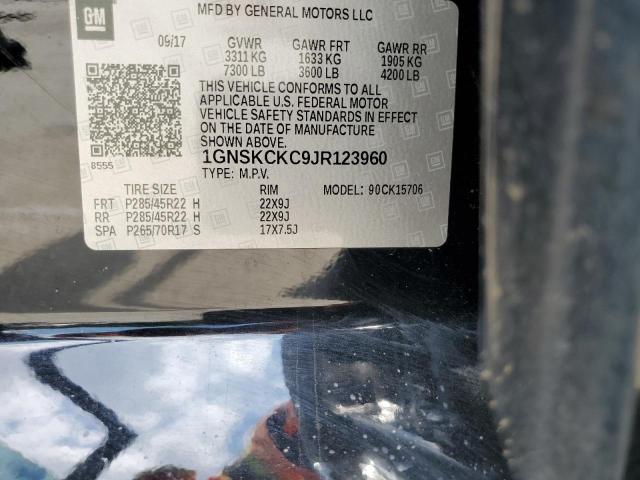 GM
MFD BY GENERAL MOTORS LLC
09/17 GVWR GAWR FRT GAWR RR
3311 KG 1633 KG 1905 KG
7300 LB 3600 LB 4200 LB
THIS VEHICLE CONFORMS TO ALL
APPLICABLE U.S. FEDERAL MOTOR
VEHICLE SAFETY STANDARDS IN EFFECT
ON THE DATE OF MANUFACTURE
SHOWN ABOVE.
8555
1GNSKCKC9JR123960
TYPE: M.P.V.
TIRE SIZE RIM MODEL: 90CK15706
FRT P285/45R22 H 22X9J
RR P285/45R22 H 22X9J
SPA P265/70R17 S 17X7.5J